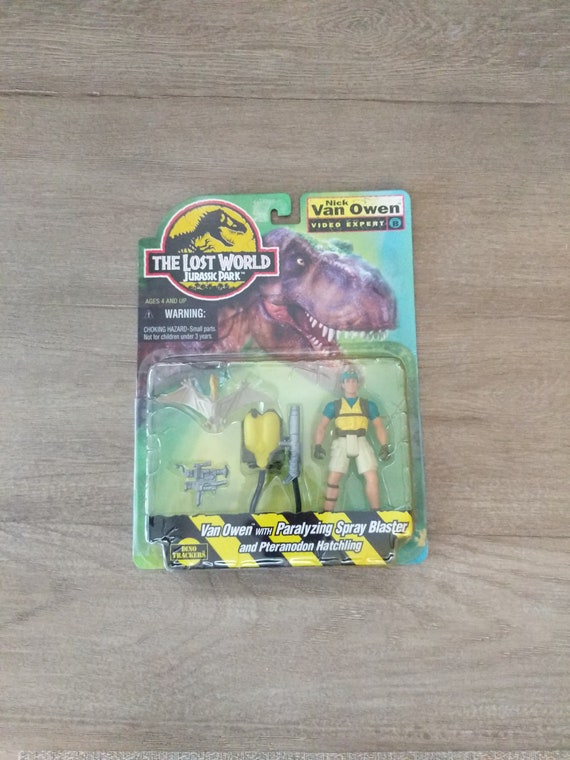 Nick
Van Owen
VIDEO EXPERT
THE LOST WORLD
JURASSIC PARK™
AGES 4 AND UP
WARNING:
CHOKING HAZARD-Small parts
Not for children under 3 years.
Van Owen WITH Paralyzing Spray Blaster
and Pteranodon Hatchling
DINO
TRACKERS